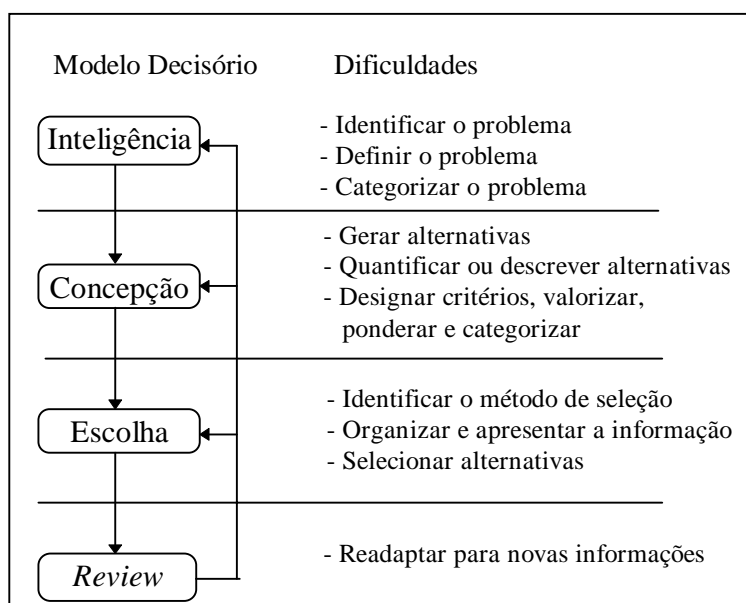 Modelo Decisório
Dificuldades
Inteligência
- Identificar o problema
- Definir o problema
- Categorizar o problema
Concepção
- Gerar alternativas
- Quantificar ou descrever alternativas
- Designar critérios, valorizar,
ponderar e categorizar
Escolha
- Identificar o método de seleção
- Organizar e apresentar a informação
- Selecionar alternativas
Review
- Readaptar para novas informações